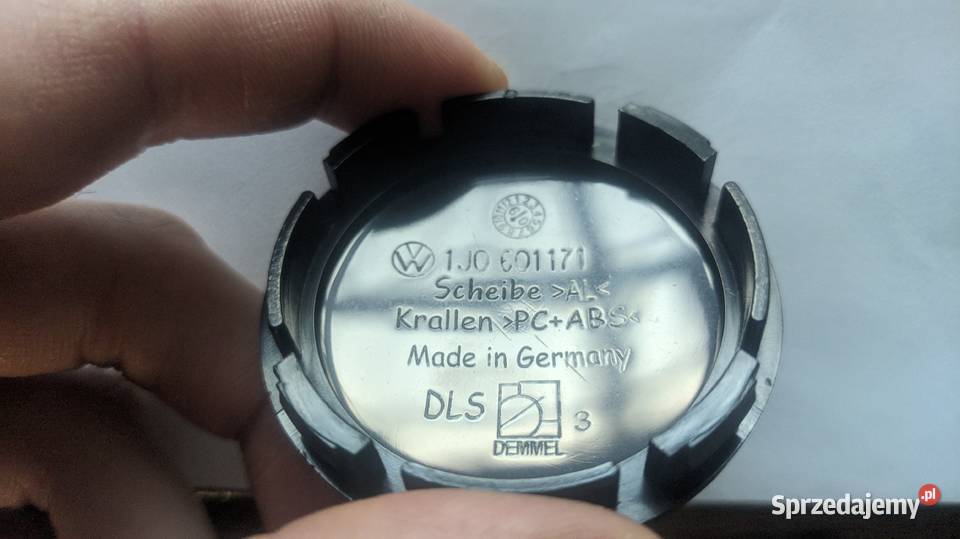 1J0 601171
Scheibe >AL<
Krallen >PC+ABS<
Made in Germany
DLS
3
DEMMEL
Sprzedajemy.pl